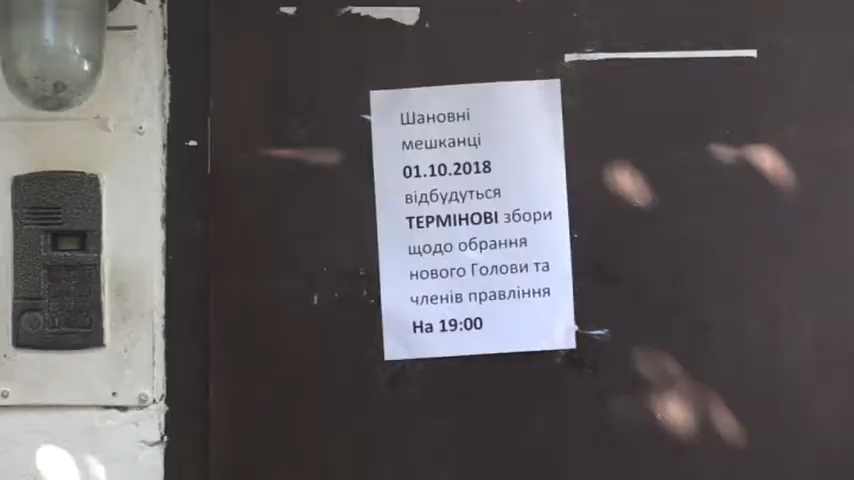 Шановні
мешканці
01.10.2018
відбудуться
ТЕРМІНОВІ збори
щодо обрання
нового Голови та
членів правління
На 19:00